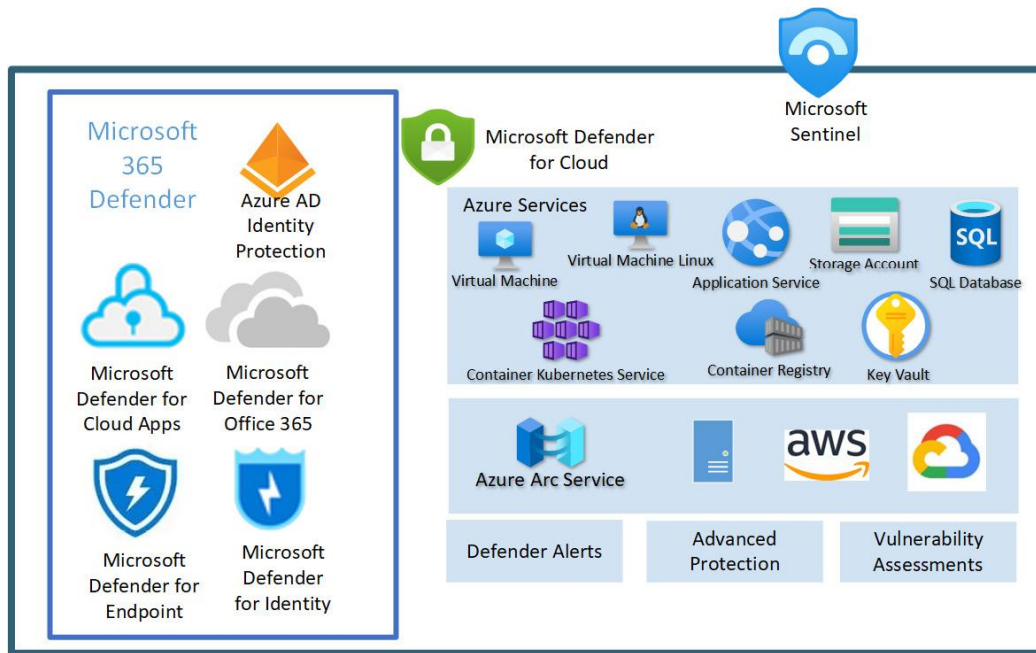 Microsoft
Sentinel
Microsoft
365
Defender
Azure AD
Identity
Protection
Microsoft
Defender for
Cloud Apps
Microsoft
Defender for
Office 365
Microsoft
Defender for
Endpoint
Microsoft
Defender
for Identity
Microsoft Defender
for Cloud
Azure Services
Virtual Machine
Virtual Machine Linux
Application Service
Storage Account
SQL
SQL Database
Container Kubernetes Service
Container Registry
Key Vault
Azure Arc Service
aws
Defender Alerts
Advanced
Protection
Vulnerability
Assessments